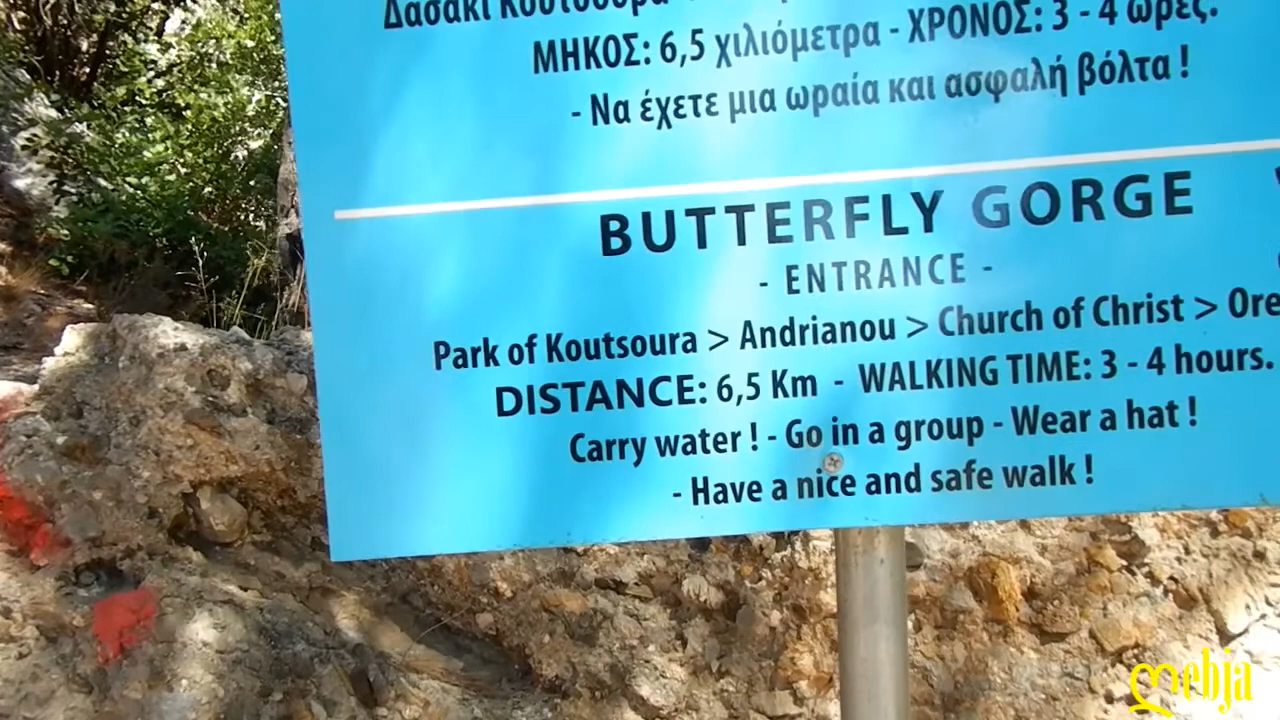 Δασάκι Κουτσουρά
ΜΗΚΟΣ: 6,5 χιλιόμετρα - ΧΡΟΝΟΣ: 3 - 4 ώρες.
- Να έχετε μια ωραία και ασφαλή βόλτα !
BUTTERFLY GORGE
- ENTRANCE -
Park of Koutsoura > Andrianou > Church of Christ > Ore
DISTANCE: 6,5 Km - WALKING TIME: 3 - 4 hours.
Carry water ! - Go in a group - Wear a hat !
- Have a nice and safe walk !